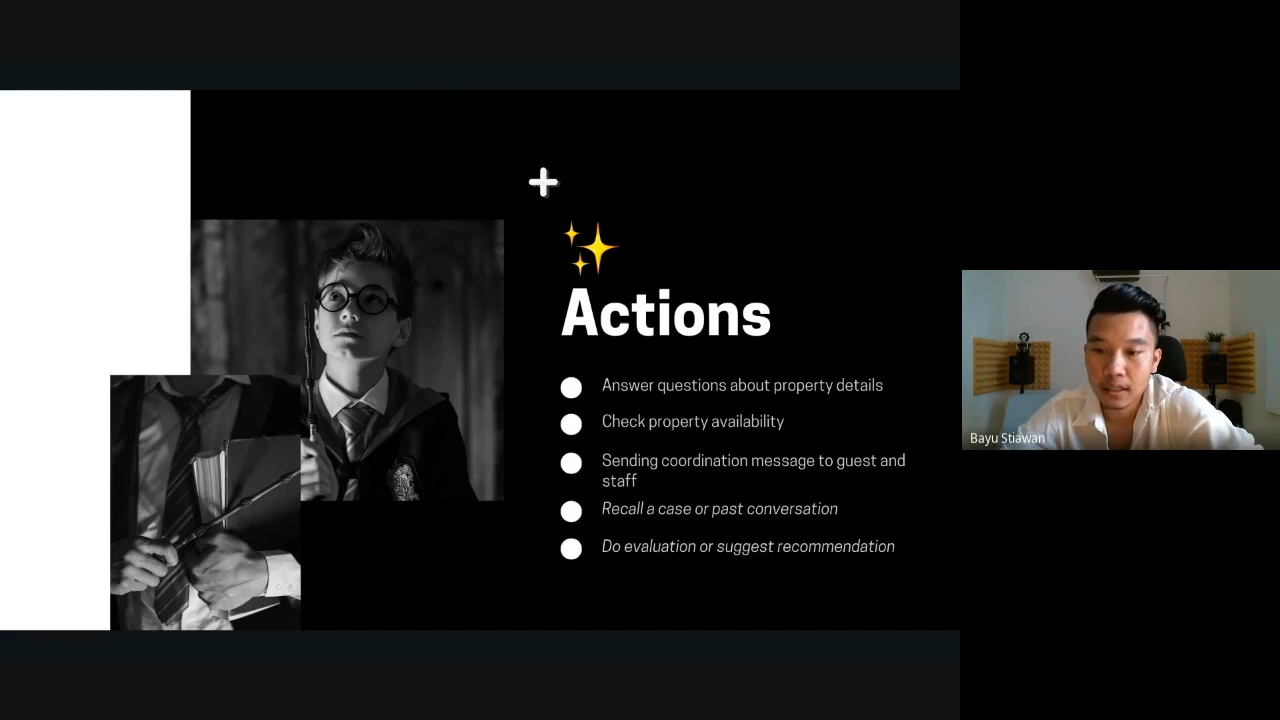 Actions
Answer questions about property details
Check property availability
Sending coordination message to guest and
staff
Recall a case or past conversation
Do evaluation or suggest recommendation
Bayu Stiawan